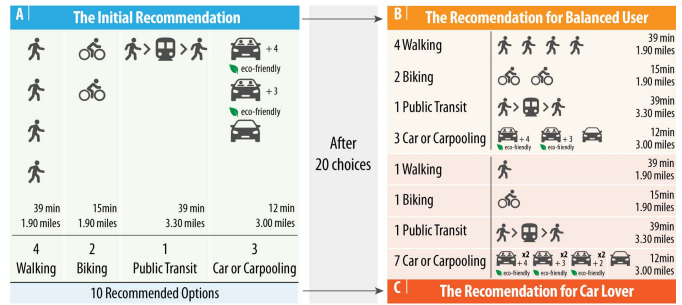 A The Initial Recommendation
+ 4
eco-friendly
+ 3
eco-friendly
39 min 15min 39 min 12 min
1.90 miles 1.90 miles 3.30 miles 3.00 miles
4 2 1 3
Walking Biking Public Transit Car or Carpooling
10 Recommended Options
After
20 choices
B The Recomendation for Balanced User
4 Walking 39 min
1.90 miles
2 Biking 15min
1.90 miles
1 Public Transit 39min
3.30 miles
3 Car or Carpooling + 4 + 3 12min
eco-friendly eco-friendly 3.00 miles
1 Walking 39 min
1.90 miles
1 Biking 15min
1.90 miles
1 Public Transit 39min
3.30 miles
7 Car or Carpooling x2 + 4 x2 + 3 x2 + 2 12min
eco-friendly eco-friendly eco-friendly 3.00 miles
C The Recomendation for Car Lover